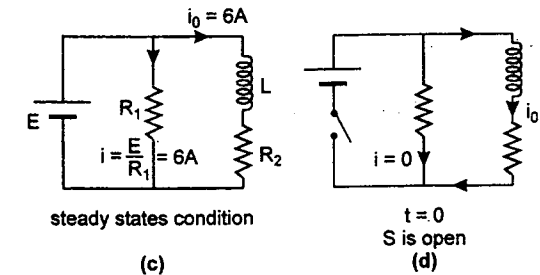 i₀ = 6A
E
R₁
i = E/R₁ = 6A
L
R₂
steady states condition
(c)
i₀
i = 0
t = 0
S is open
(d)